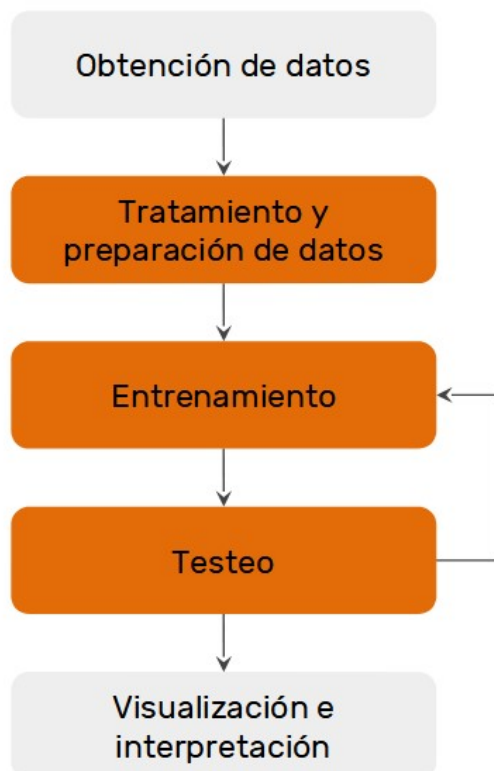 Obtención de datos
Tratamiento y
preparación de datos
Entrenamiento
Testeo
Visualización e
interpretación